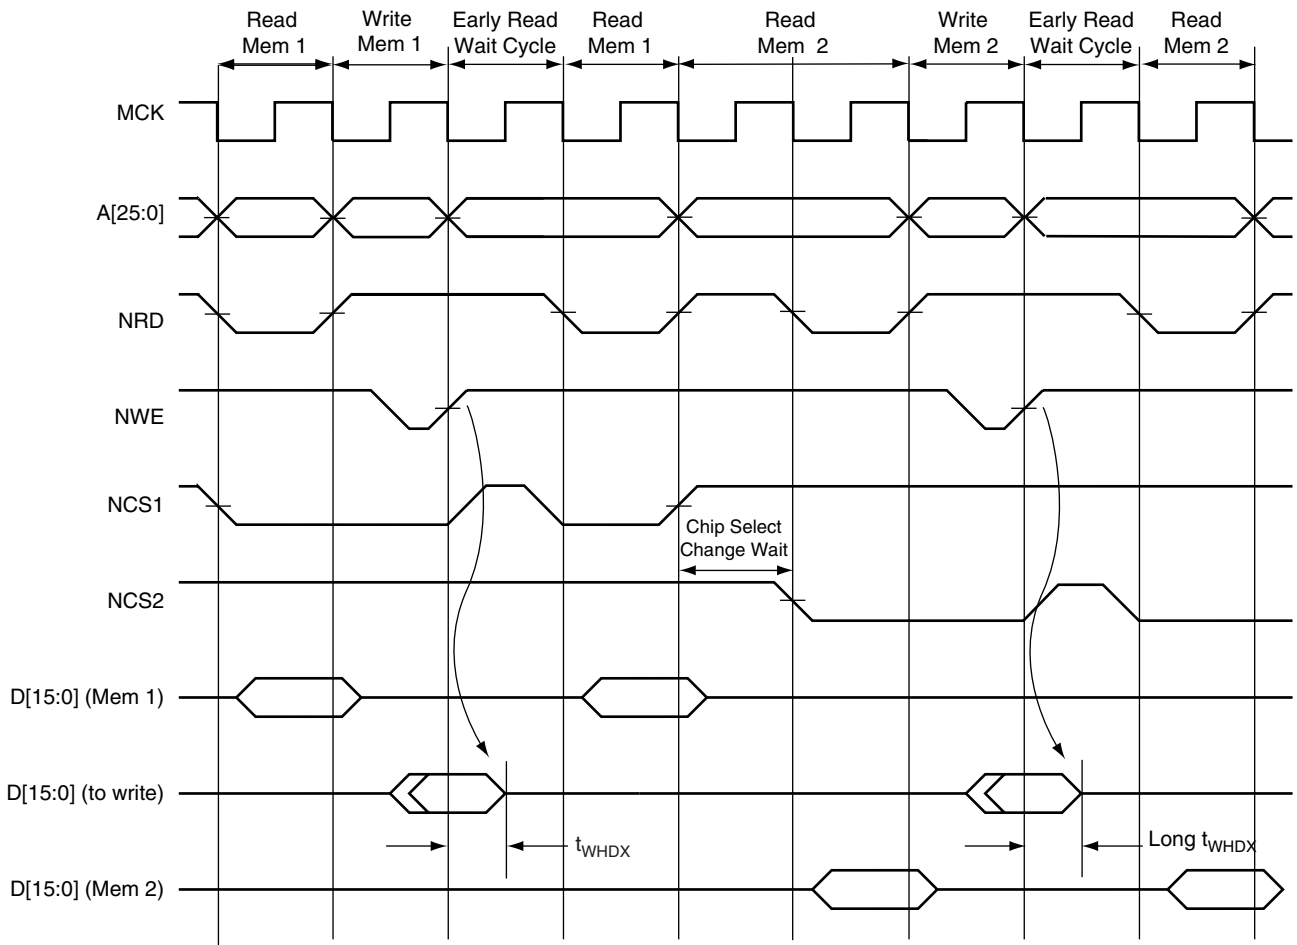 Read Mem 1
Write Mem 1
Early Read Wait Cycle
Read Mem 1
Read Mem 2
Write Mem 2
Early Read Wait Cycle
Read Mem 2
MCK
A[25:0]
NRD
NWE
NCS1
Chip Select
Change Wait
NCS2
D[15:0] (Mem 1)
D[15:0] (to write)
tWHDX
Long tWHDX
D[15:0] (Mem 2)